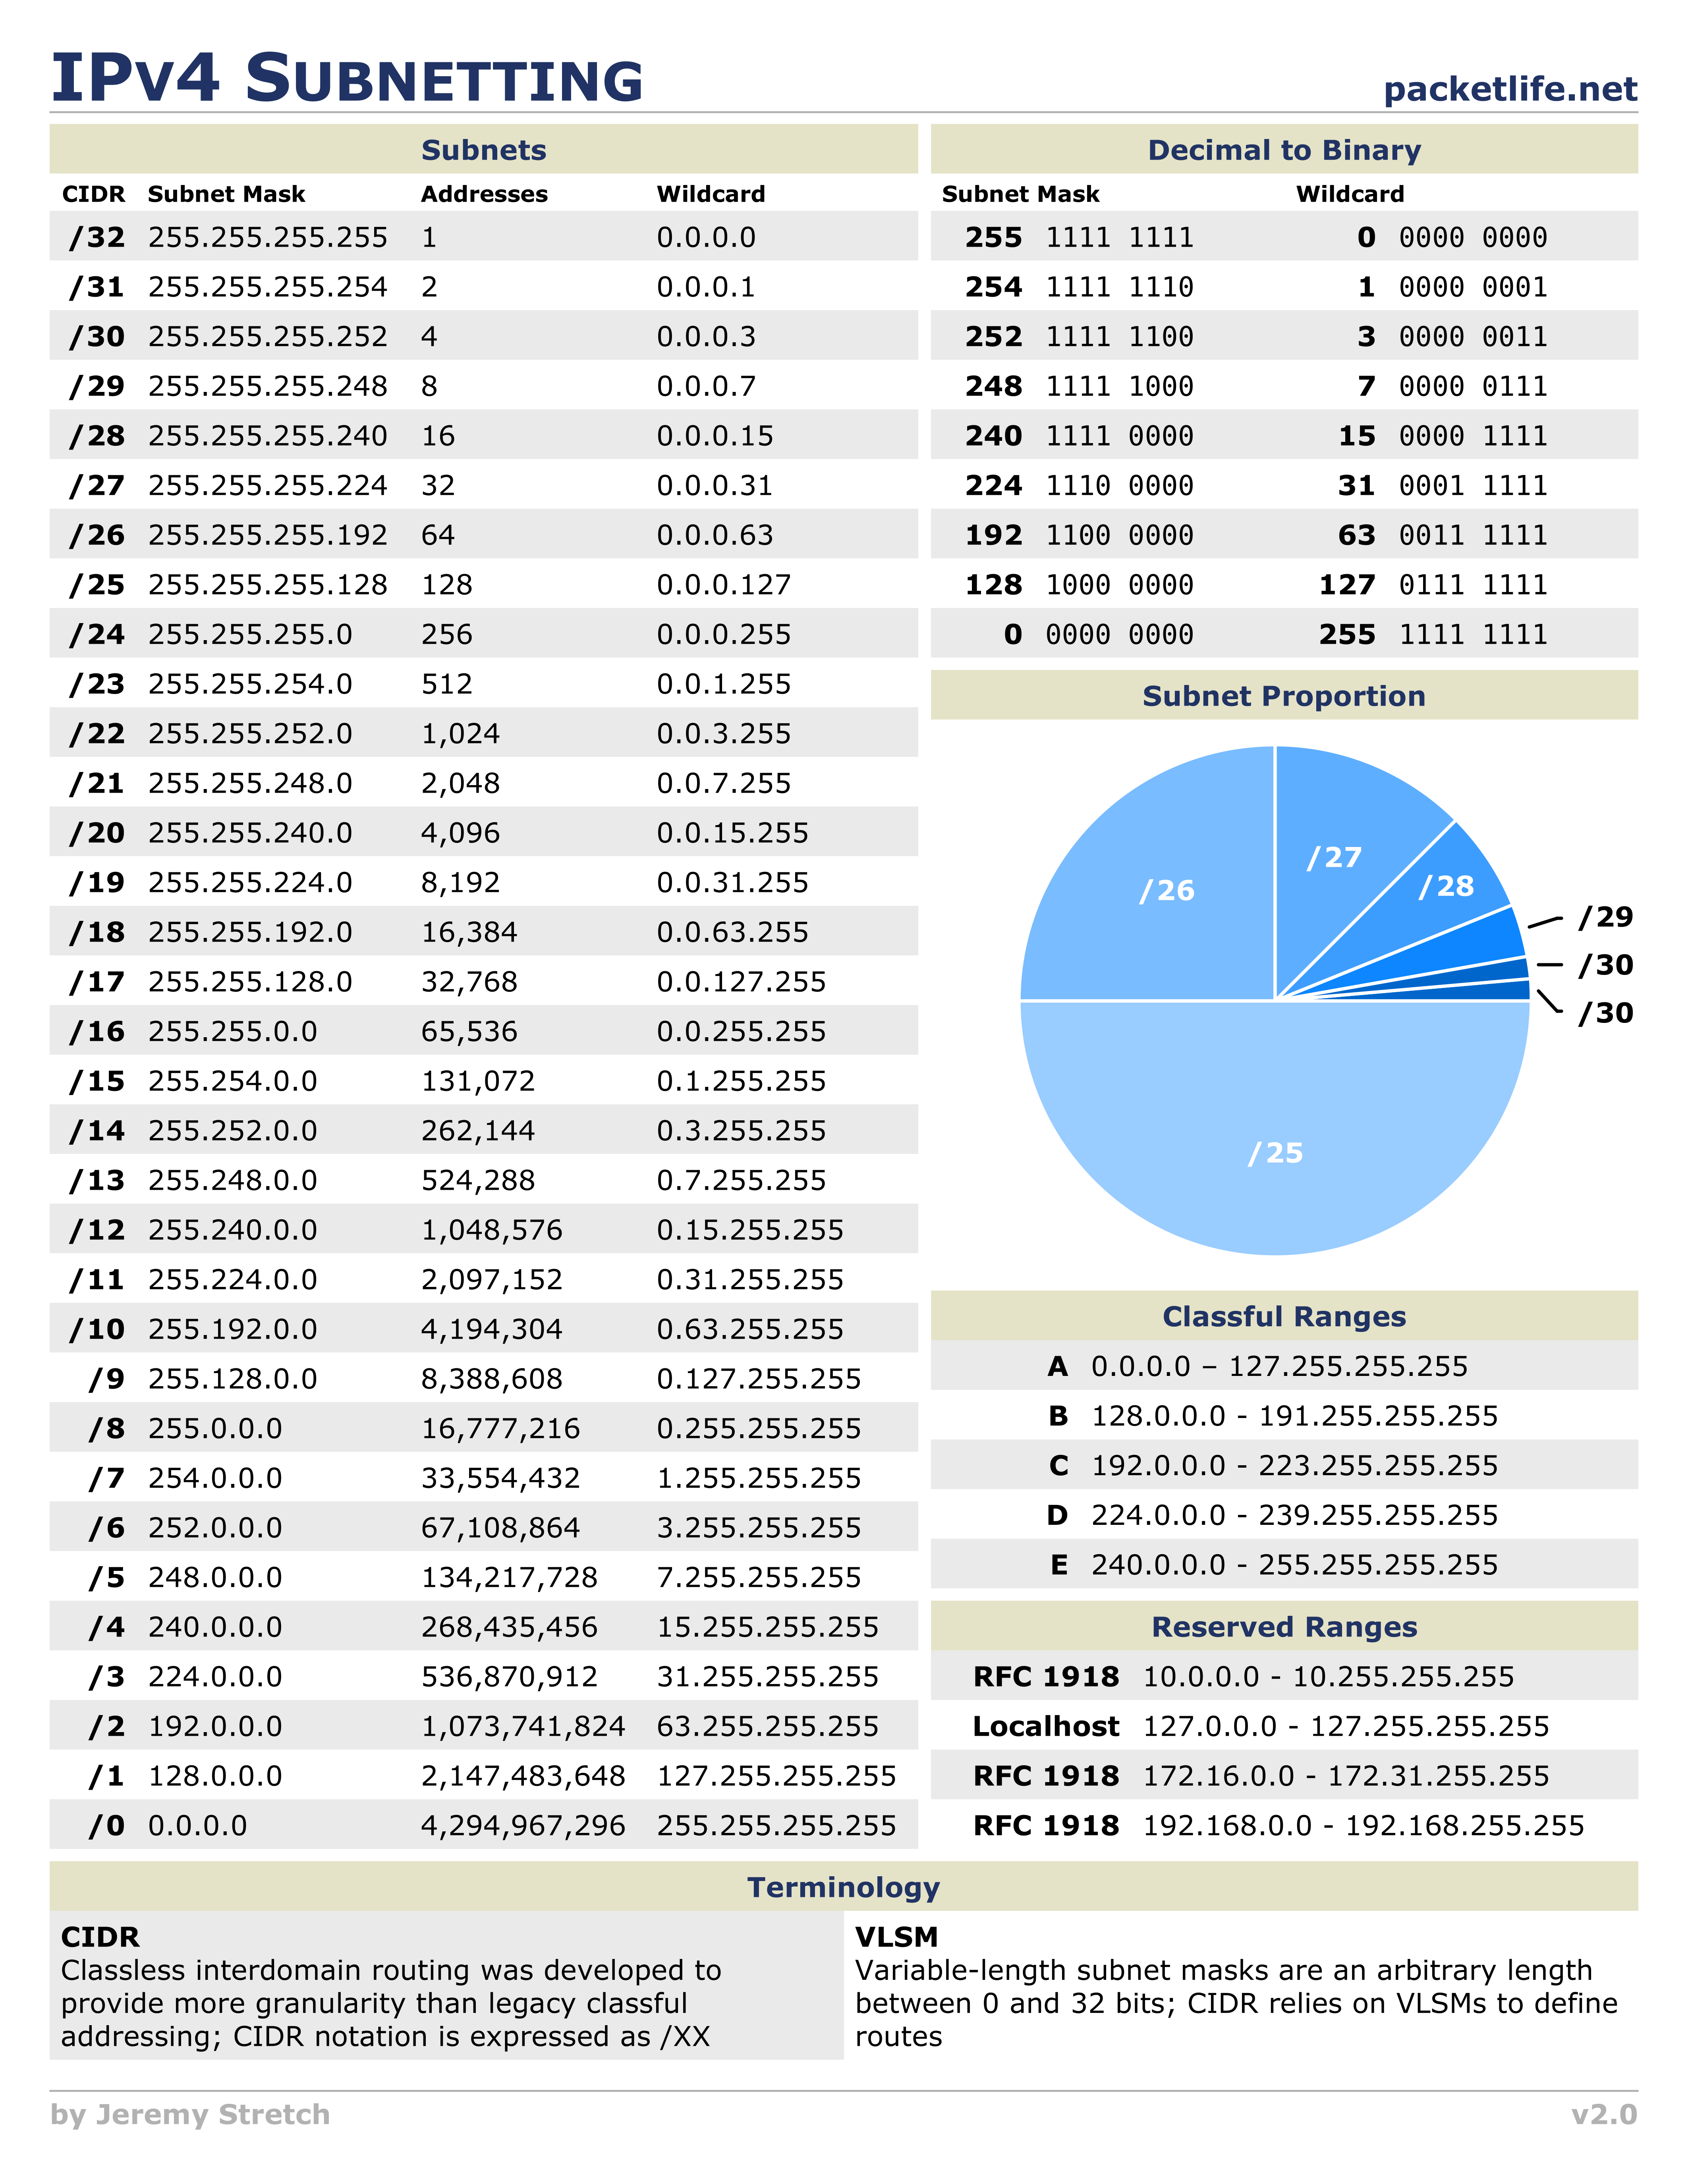 IPv4 Subnetting
packetlife.net
Subnets
CIDR Subnet Mask Addresses Wildcard
/32 255.255.255.255 1 0.0.0.0
/31 255.255.255.254 2 0.0.0.1
/30 255.255.255.252 4 0.0.0.3
/29 255.255.255.248 8 0.0.0.7
/28 255.255.255.240 16 0.0.0.15
/27 255.255.255.224 32 0.0.0.31
/26 255.255.255.192 64 0.0.0.63
/25 255.255.255.128 128 0.0.0.127
/24 255.255.255.0 256 0.0.0.255
/23 255.255.254.0 512 0.0.1.255
/22 255.255.252.0 1,024 0.0.3.255
/21 255.255.248.0 2,048 0.0.7.255
/20 255.255.240.0 4,096 0.0.15.255
/19 255.255.224.0 8,192 0.0.31.255
/18 255.255.192.0 16,384 0.0.63.255
/17 255.255.128.0 32,768 0.0.127.255
/16 255.255.0.0 65,536 0.0.255.255
/15 255.254.0.0 131,072 0.1.255.255
/14 255.252.0.0 262,144 0.3.255.255
/13 255.248.0.0 524,288 0.7.255.255
/12 255.240.0.0 1,048,576 0.15.255.255
/11 255.224.0.0 2,097,152 0.31.255.255
/10 255.192.0.0 4,194,304 0.63.255.255
/9 255.128.0.0 8,388,608 0.127.255.255
/8 255.0.0.0 16,777,216 0.255.255.255
/7 254.0.0.0 33,554,432 1.255.255.255
/6 252.0.0.0 67,108,864 3.255.255.255
/5 248.0.0.0 134,217,728 7.255.255.255
/4 240.0.0.0 268,435,456 15.255.255.255
/3 224.0.0.0 536,870,912 31.255.255.255
/2 192.0.0.0 1,073,741,824 63.255.255.255
/1 128.0.0.0 2,147,483,648 127.255.255.255
/0 0.0.0.0 4,294,967,296 255.255.255.255
Decimal to Binary
Subnet Mask Wildcard
255 1111 1111 0 0000 0000
254 1111 1110 1 0000 0001
252 1111 1100 3 0000 0011
248 1111 1000 7 0000 0111
240 1111 0000 15 0000 1111
224 1110 0000 31 0001 1111
192 1100 0000 63 0011 1111
128 1000 0000 127 0111 1111
0 0000 0000 255 1111 1111
Subnet Proportion
/27
/26
/28
/29
/30
/30
/25
Classful Ranges
A 0.0.0.0 – 127.255.255.255
B 128.0.0.0 - 191.255.255.255
C 192.0.0.0 - 223.255.255.255
D 224.0.0.0 - 239.255.255.255
E 240.0.0.0 - 255.255.255.255
Reserved Ranges
RFC 1918 10.0.0.0 - 10.255.255.255
Localhost 127.0.0.0 - 127.255.255.255
RFC 1918 172.16.0.0 - 172.31.255.255
RFC 1918 192.168.0.0 - 192.168.255.255
Terminology
CIDR
Classless interdomain routing was developed to
provide more granularity than legacy classful
addressing; CIDR notation is expressed as /XX
VLSM
Variable-length subnet masks are an arbitrary length
between 0 and 32 bits; CIDR relies on VLSMs to define
routes
by Jeremy Stretch
v2.0